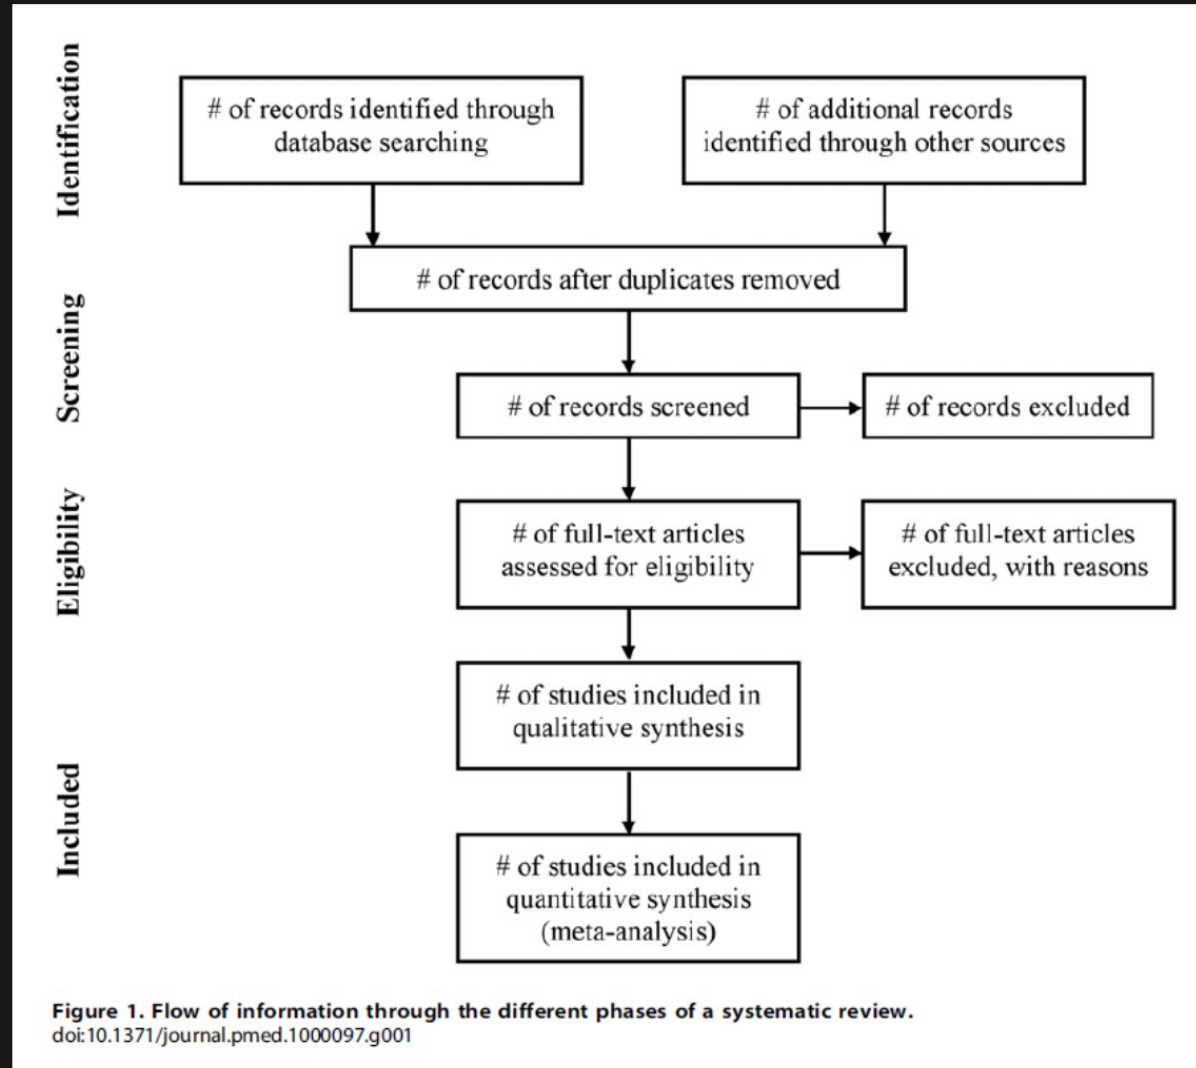 Identification
# of records identified through
database searching
# of additional records
identified through other sources
# of records after duplicates removed
Screening
# of records screened
# of records excluded
Eligibility
# of full-text articles
assessed for eligibility
# of full-text articles
excluded, with reasons
# of studies included in
qualitative synthesis
Included
# of studies included in
quantitative synthesis
(meta-analysis)
Figure 1. Flow of information through the different phases of a systematic review.
doi:10.1371/journal.pmed.1000097.g001